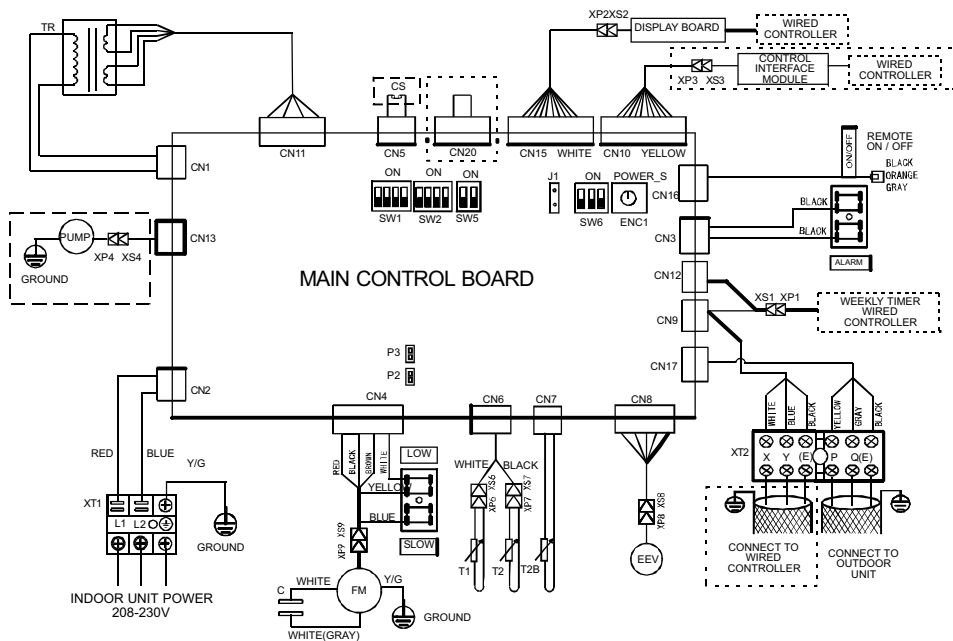 TR
XP2XS2
DISPLAY BOARD
WIRED
CONTROLLER
XP3 XS3
CONTROL
INTERFACE
MODULE
WIRED
CONTROLLER
CS
CN11
CN5
CN20
CN15
WHITE
CN10
YELLOW
ON/OFF
REMOTE
ON / OFF
CN1
ON
SW1
ON
SW2
ON
SW5
J1
ON
SW6
POWER_S
ENC1
CN16
BLACK
ORANGE
GRAY
PUMP
XP4 XS4
GROUND
CN13
CN3
BLACK
BLACK
ALARM
MAIN CONTROL BOARD
CN12
CN9
XS1 XP1
WEEKLY TIMER
WIRED
CONTROLLER
CN17
P3
P2
CN2
CN4
CN6
CN7
CN8
RED
BLUE
Y/G
XT1
L1
L2
GROUND
INDOOR UNIT POWER
208-230V
RED
BLACK
BROWN
WHITE
YELLOW
BLUE
LOW
SLOW
XP9 XS9
FM
C
WHITE
WHITE(GRAY)
Y/G
GROUND
WHITE
BLACK
XP6 XS6
XP7 XS7
T1
T2
T2B
XP8 XS8
EEV
WHITE
BLUE
BLACK
YELLOW
GRAY
BLACK
XT2
X
Y
(E)
P
Q(E)
CONNECT TO
WIRED
CONTROLLER
CONNECT TO
OUTDOOR
UNIT